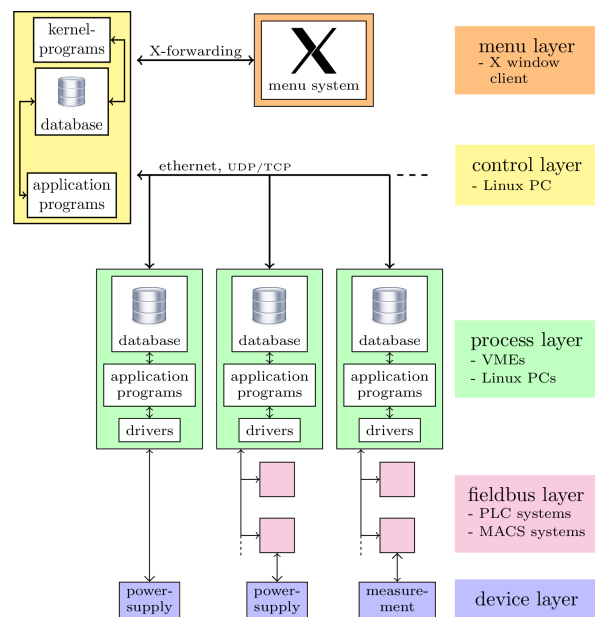 kernel-
programs
database
application
programs
X-forwarding
menu system
menu layer
- X window
client
ethernet, UDP/TCP
control layer
- Linux PC
database
application
programs
drivers
database
application
programs
drivers
database
application
programs
drivers
process layer
- VMEs
- Linux PCs
fieldbus layer
- PLC systems
- MACS systems
power-
supply
power-
supply
measure-
ment
device layer